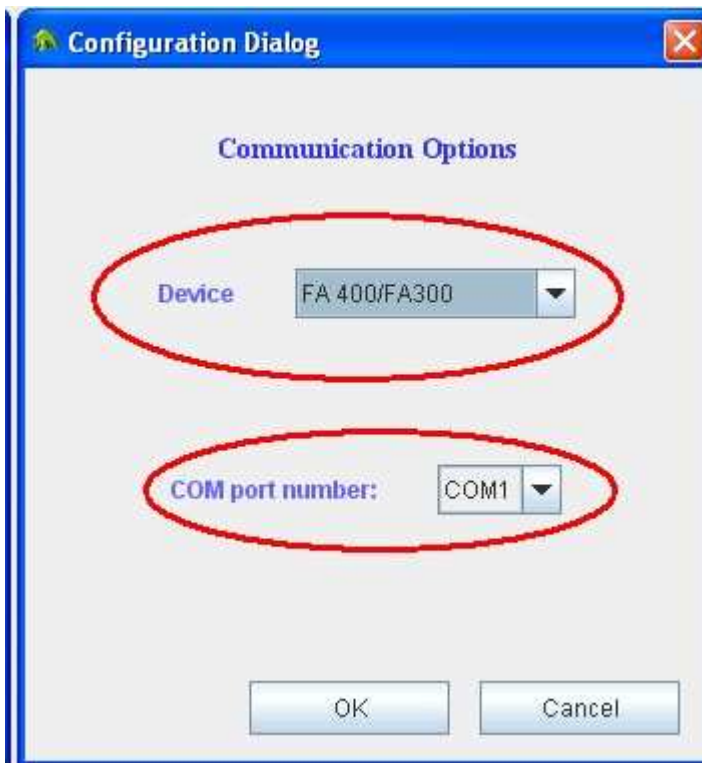 Configuration Dialog
Communication Options
Device FA 400/FA300
COM port number: COM1
OK Cancel